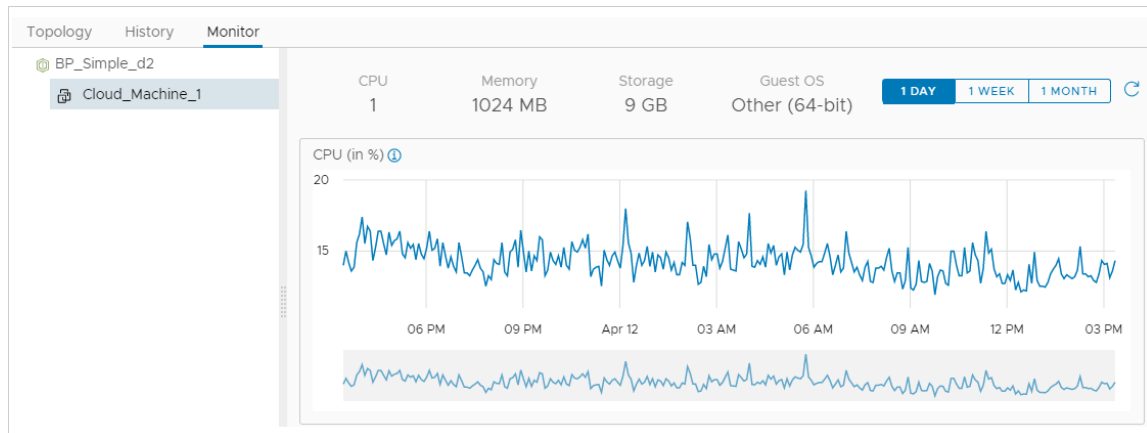 Topology History Monitor
BP_Simple_d2
Cloud_Machine_1
CPU Memory Storage Guest OS
1 1024 MB 9 GB Other (64-bit)
1 DAY 1 WEEK 1 MONTH
CPU (in %)
20
15
06 PM 09 PM Apr 12 03 AM 06 AM 09 AM 12 PM 03 PM